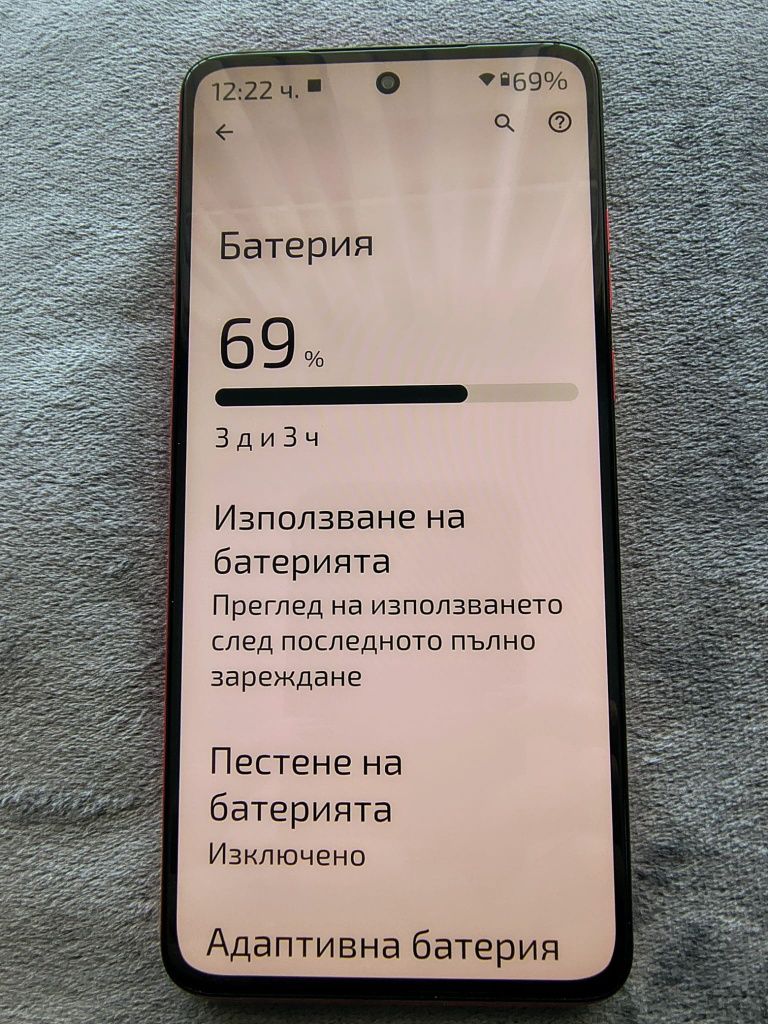 12:22 ч. 69%
Батерия
69 %
3 д и 3 ч
Използване на
батерията
Преглед на използването
след последното пълно
зареждане
Пестене на
батерията
Изключено
Адаптивна батерия